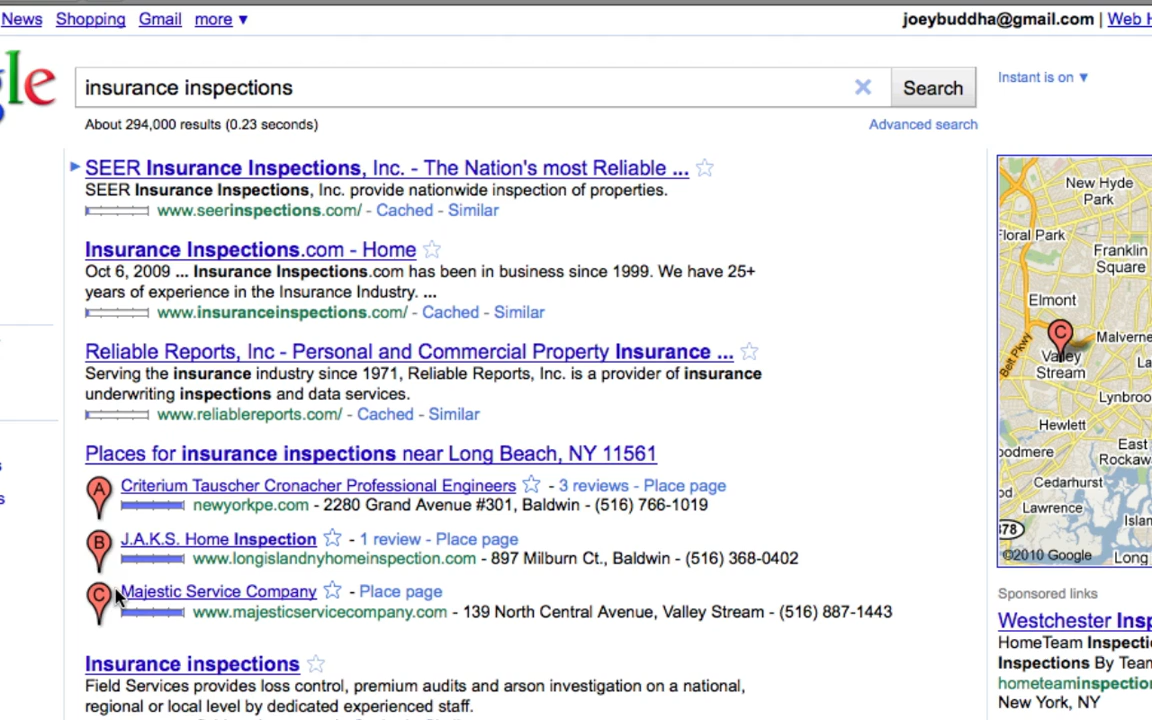 News Shopping Gmail more ▼
joeybuddha@gmail.com | Web H
gle
insurance inspections
Search
Instant is on ▼
About 294,000 results (0.23 seconds)
Advanced search
SEER Insurance Inspections, Inc. - The Nation's most Reliable ...
SEER Insurance Inspections, Inc. provide nationwide inspection of properties.
www.seerinspections.com/ - Cached - Similar
Insurance Inspections.com - Home
Oct 6, 2009 ... Insurance Inspections.com has been in business since 1999. We have 25+
years of experience in the Insurance Industry. ...
www.insuranceinspections.com/ - Cached - Similar
Reliable Reports, Inc - Personal and Commercial Property Insurance ...
Serving the insurance industry since 1971, Reliable Reports, Inc. is a provider of insurance
underwriting inspections and data services.
www.reliablereports.com/ - Cached - Similar
Places for insurance inspections near Long Beach, NY 11561
A
Criterium Tauscher Cronacher Professional Engineers - 3 reviews - Place page
newyorkpe.com - 2280 Grand Avenue #301, Baldwin - (516) 766-1019
B
J.A.K.S. Home Inspection - 1 review - Place page
www.longislandnyhomeinspection.com - 897 Milburn Ct., Baldwin - (516) 368-0402
C
Majestic Service Company - Place page
www.majesticservicecompany.com - 139 North Central Avenue, Valley Stream - (516) 887-1443
Insurance inspections
Field Services provides loss control, premium audits and arson investigation on a national,
regional or local level by dedicated experienced staff.
New Hyde
Park
Floral Park
Franklin
Square
Elmont
C
Malverne
Belt Pkwy
Valley
Stream
La
Lynbroo
Hewlett
oodmere
East
Rockaw
Cedarhurst
Lawrence
od
Islan
878
©2010 Google
Long
Sponsored links
Westchester Insp
HomeTeam Inspecti
Inspections By Team
hometeaminspection
New York, NY